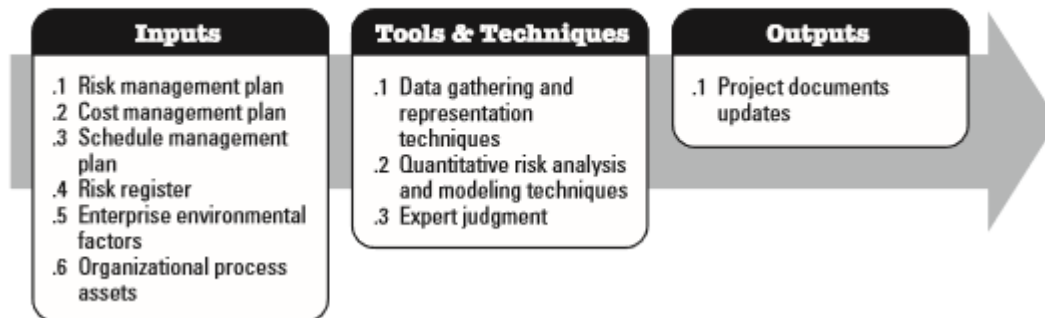 Inputs
.1 Risk management plan
.2 Cost management plan
.3 Schedule management
plan
.4 Risk register
.5 Enterprise environmental
factors
.6 Organizational process
assets
Tools & Techniques
.1 Data gathering and
representation
techniques
.2 Quantitative risk analysis
and modeling techniques
.3 Expert judgment
Outputs
.1 Project documents
updates